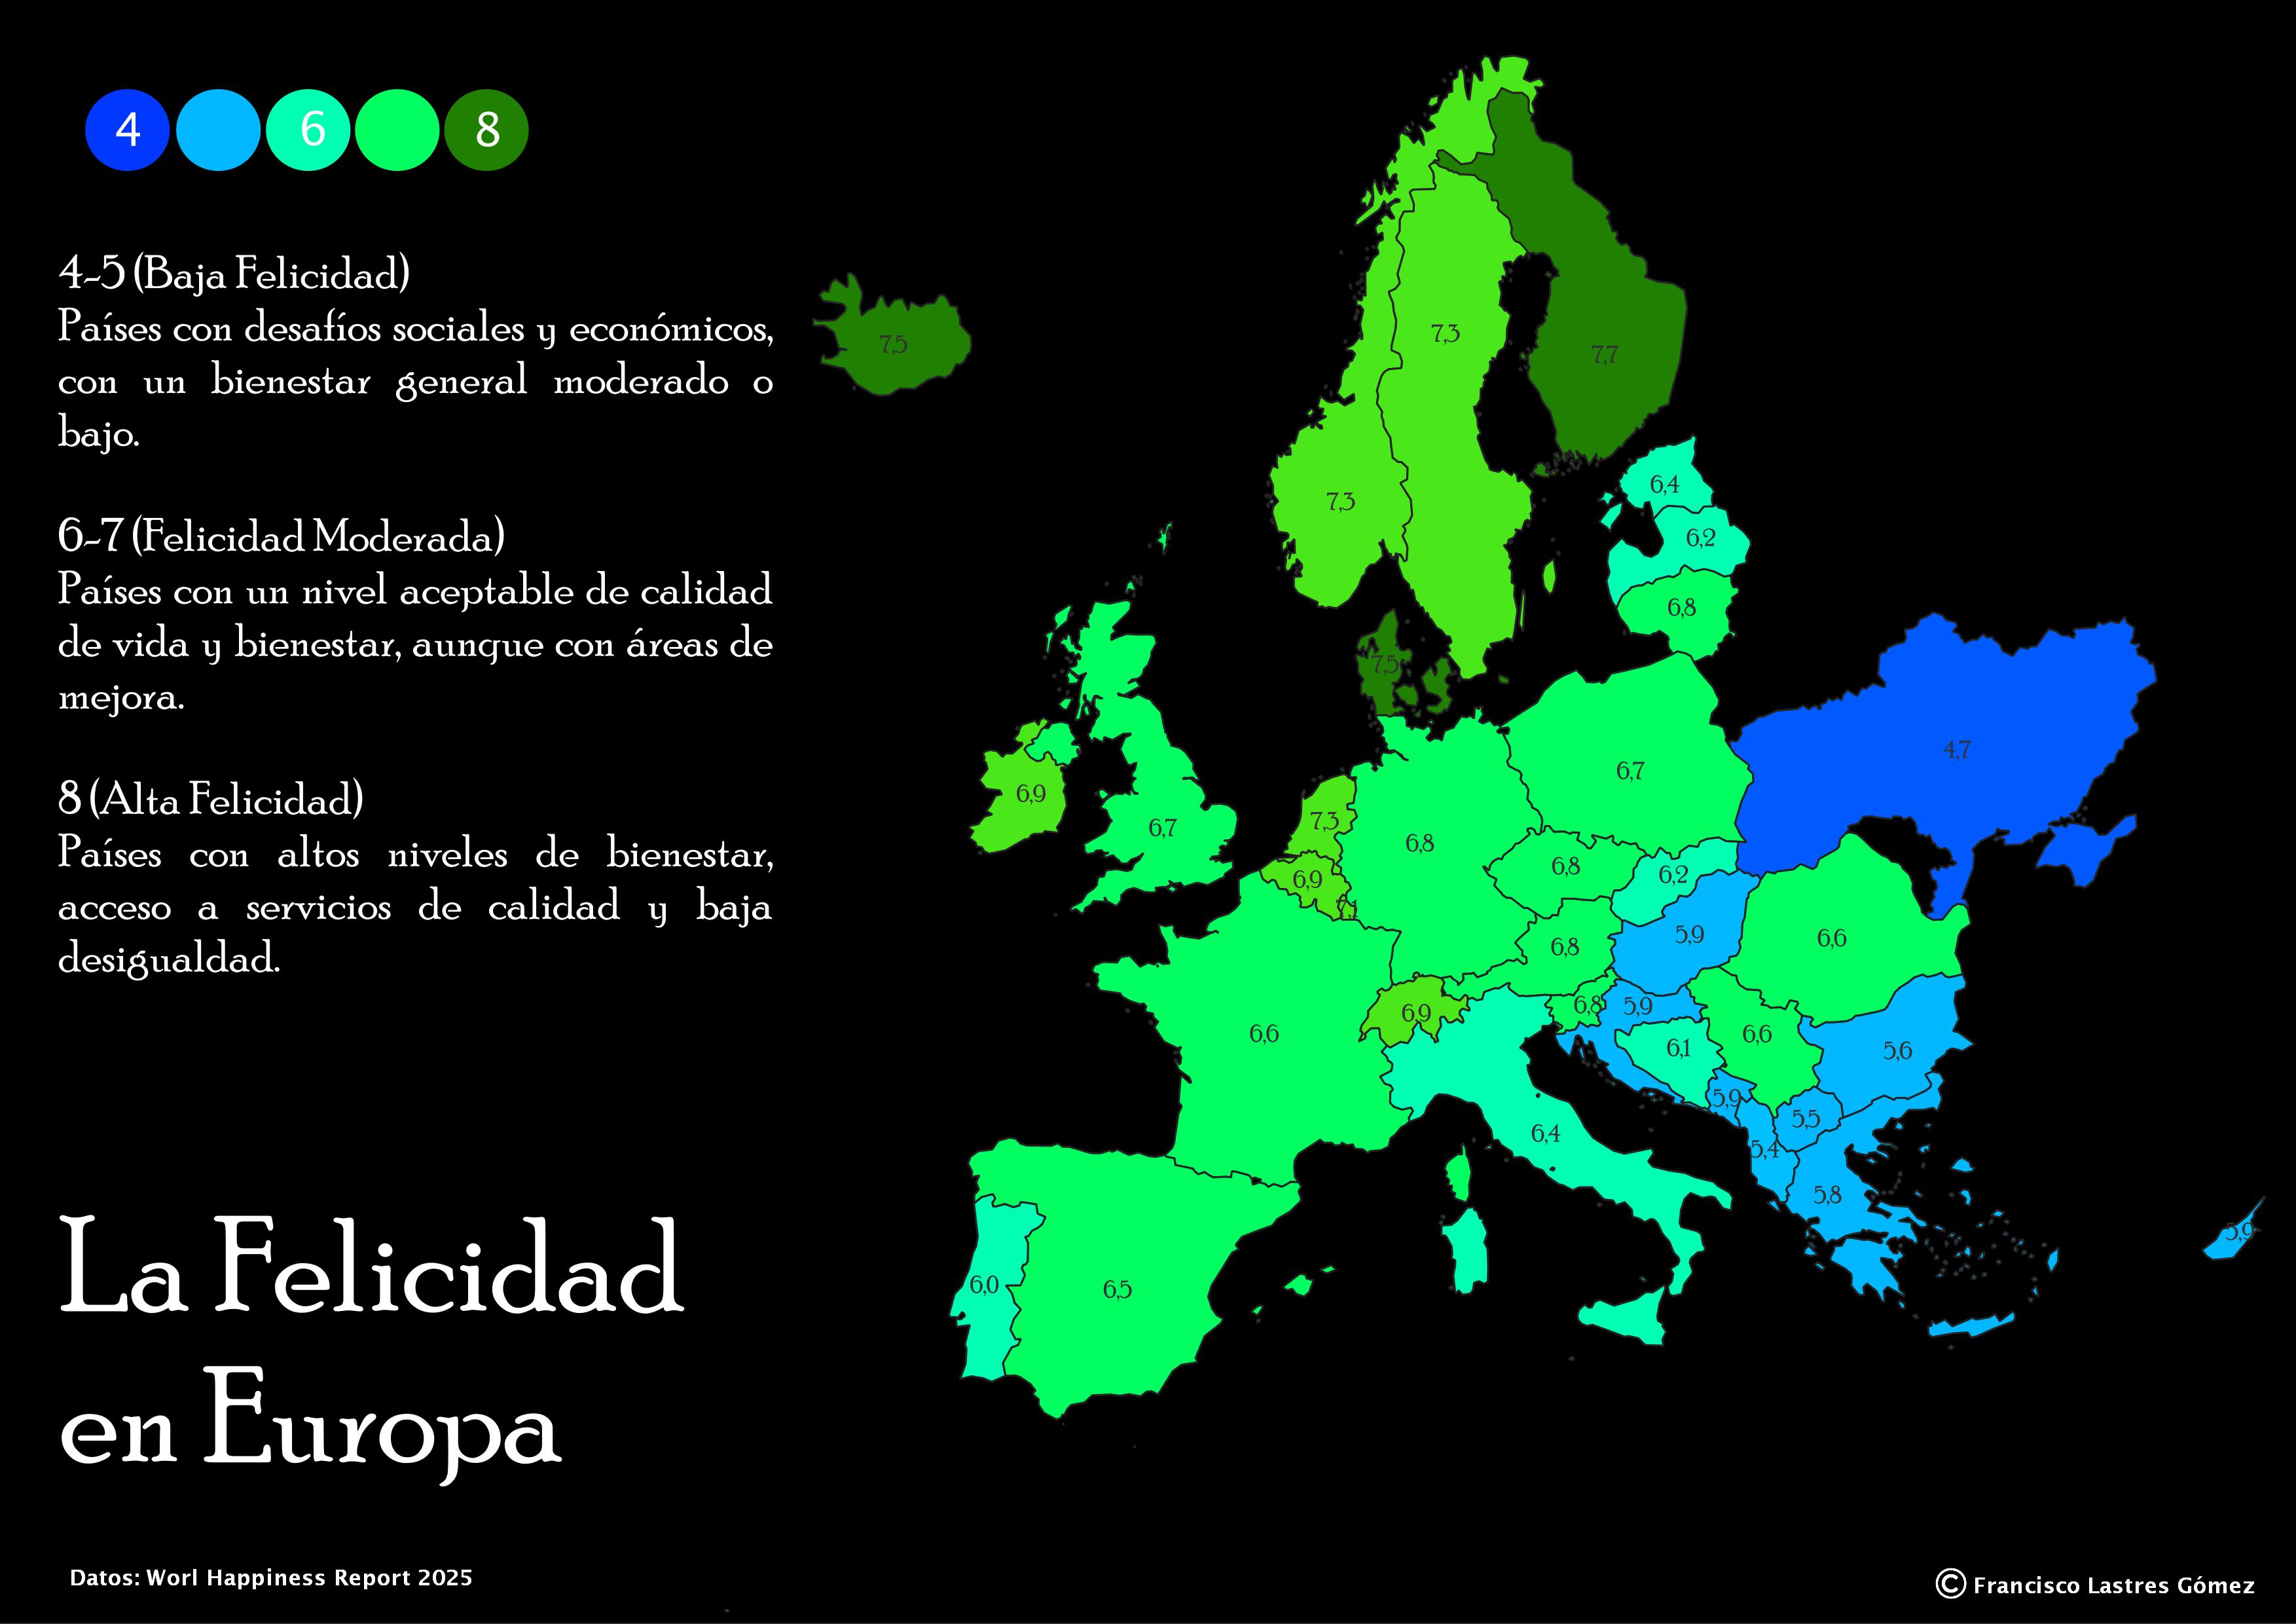 4 6 8
4-5 (Baja Felicidad)
Países con desafíos sociales y económicos,
con un bienestar general moderado o
bajo.
6-7 (Felicidad Moderada)
Países con un nivel aceptable de calidad
de vida y bienestar, aunque con áreas de
mejora.
8 (Alta Felicidad)
Países con altos niveles de bienestar,
acceso a servicios de calidad y baja
desigualdad.
La Felicidad
en Europa
7,5
7,3
7,7
7,3
6,4
6,2
6,8
7,5
4,7
6,9
6,7
7,3
6,8
6,7
6,9
7,1
6,8
6,2
5,9
6,8
6,6
6,6
6,9
6,8
5,9
6,1
6,6
5,6
5,9
5,5
5,4
6,4
5,8
5,9
6,0
6,5
Datos: Worl Happiness Report 2025
© Francisco Lastres Gómez